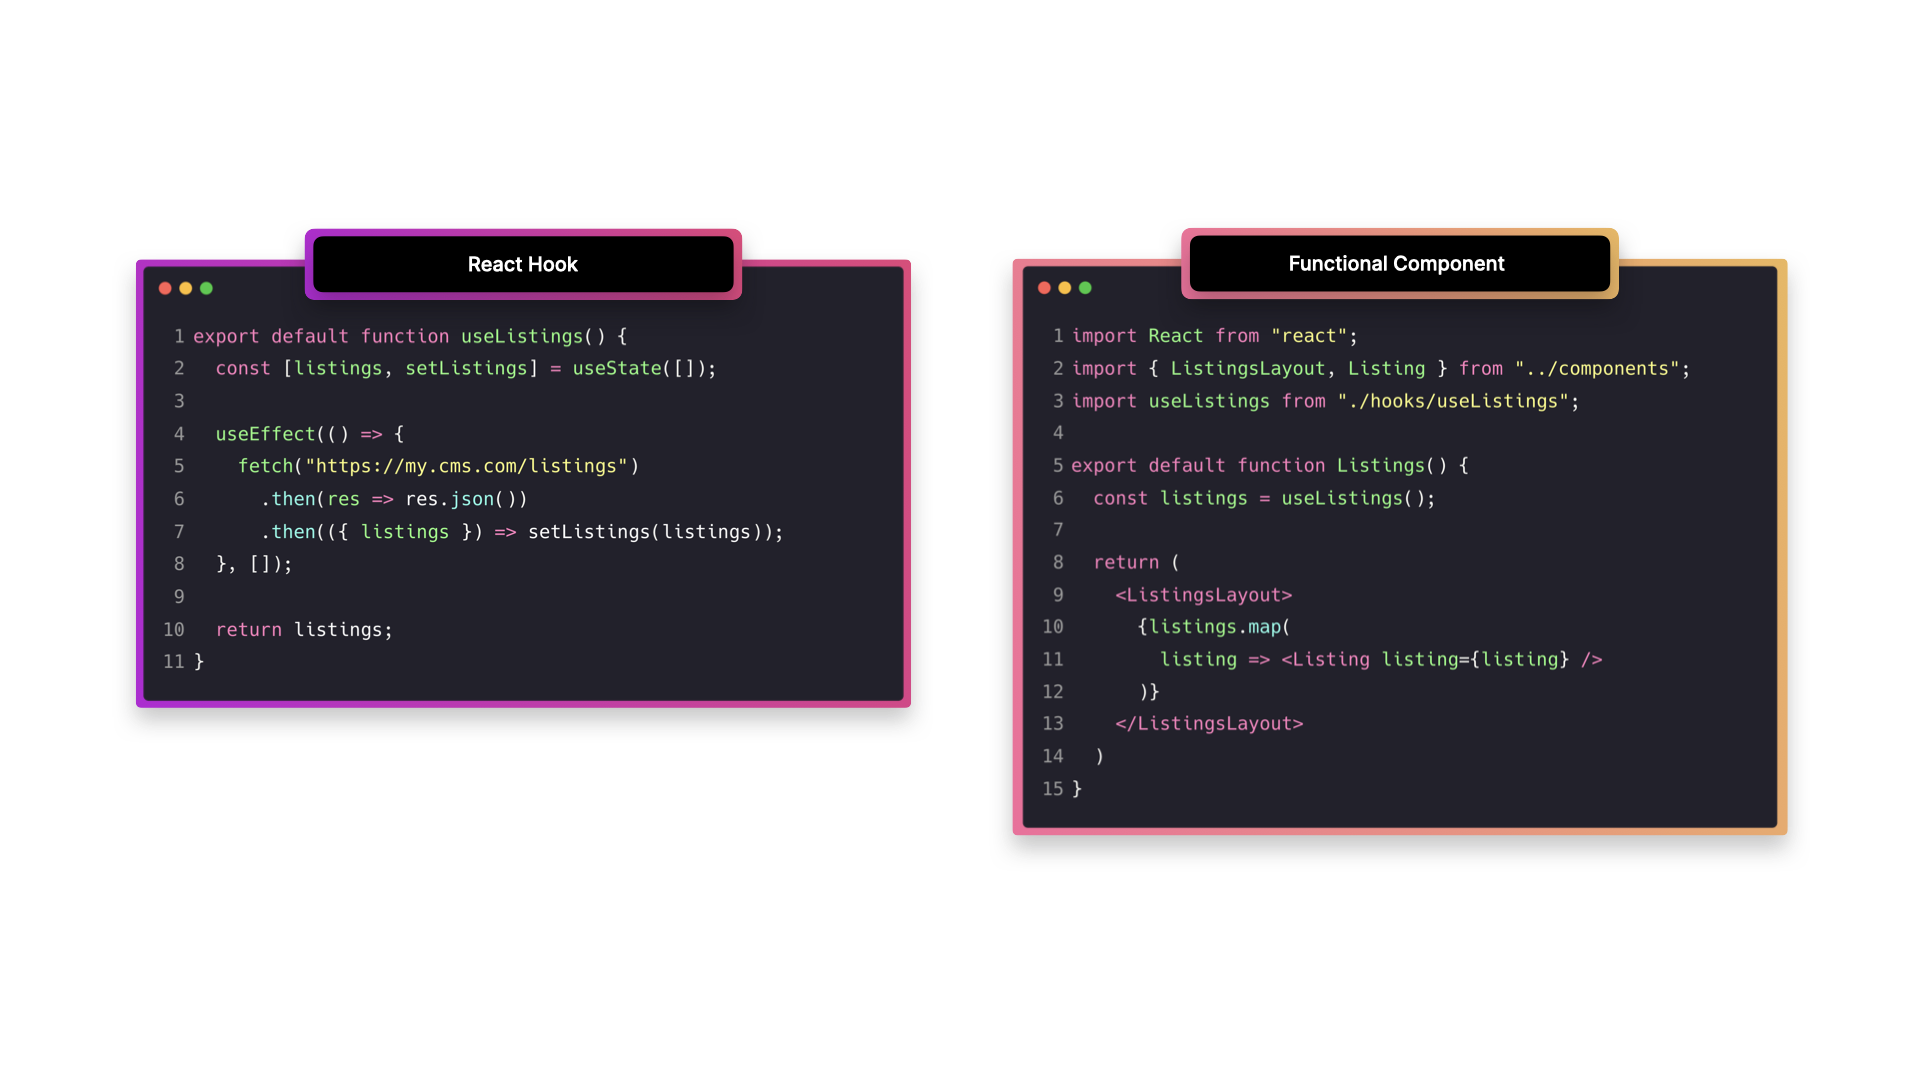 React Hook
1 export default function useListings() {
2   const [listings, setListings] = useState([]);
3
4   useEffect(() => {
5     fetch("https://my.cms.com/listings")
6       .then(res => res.json())
7       .then(({ listings }) => setListings(listings));
8   }, []);
9
10   return listings;
11 }
Functional Component
1 import React from "react";
2 import { ListingsLayout, Listing } from "../components";
3 import useListings from "./hooks/useListings";
4
5 export default function Listings() {
6   const listings = useListings();
7
8   return (
9     <ListingsLayout>
10       {listings.map(
11         listing => <Listing listing={listing} />
12       )}
13     </ListingsLayout>
14   )
15 }